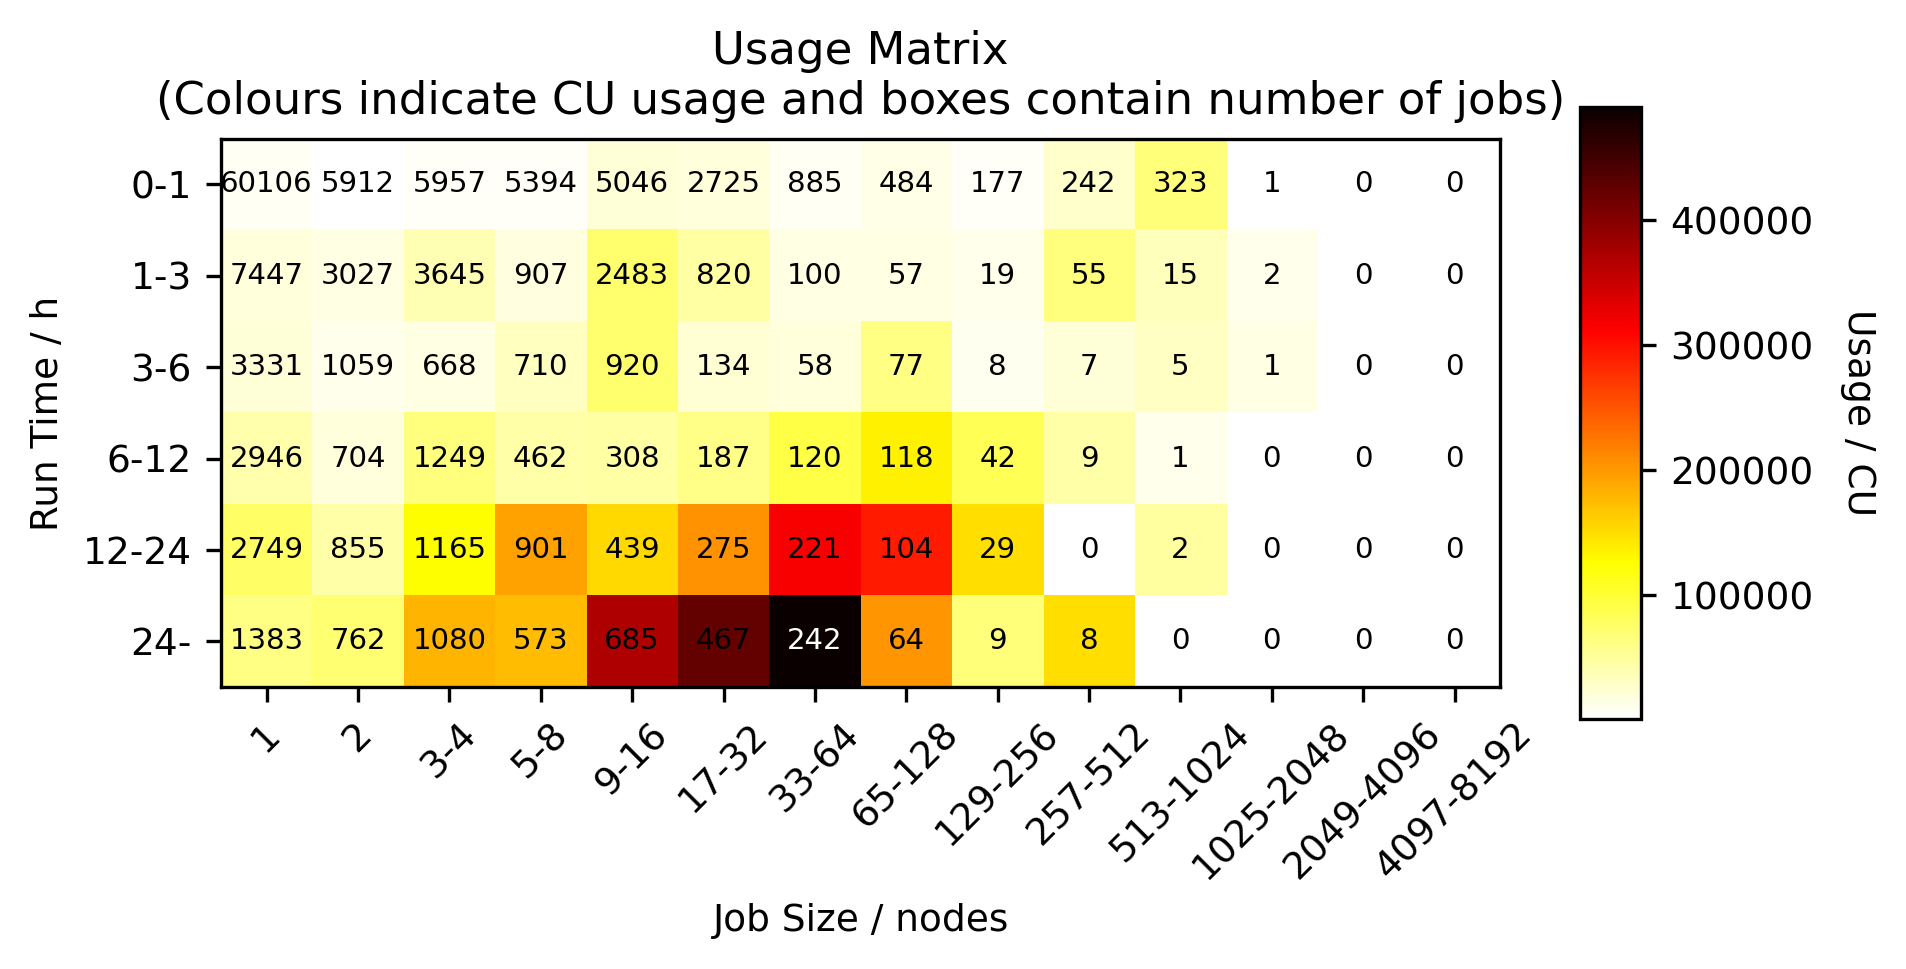 Usage Matrix
(Colours indicate CU usage and boxes contain number of jobs)
0-1 60106 5912 5957 5394 5046 2725 885 484 177 242 323 1 0 0
1-3 7447 3027 3645 907 2483 820 100 57 19 55 15 2 0 0
3-6 3331 1059 668 710 920 134 58 77 8 7 5 1 0 0
6-12 2946 704 1249 462 308 187 120 118 42 9 1 0 0 0
12-24 2749 855 1165 901 439 275 221 104 29 0 2 0 0 0
24- 1383 762 1080 573 685 467 242 64 9 8 0 0 0 0
Run Time / h
1 2 3-4 5-8 9-16 17-32 33-64 65-128 129-256 257-512 513-1024 1025-2048 2049-4096 4097-8192
Job Size / nodes
400000
300000
200000
100000
Usage / CU